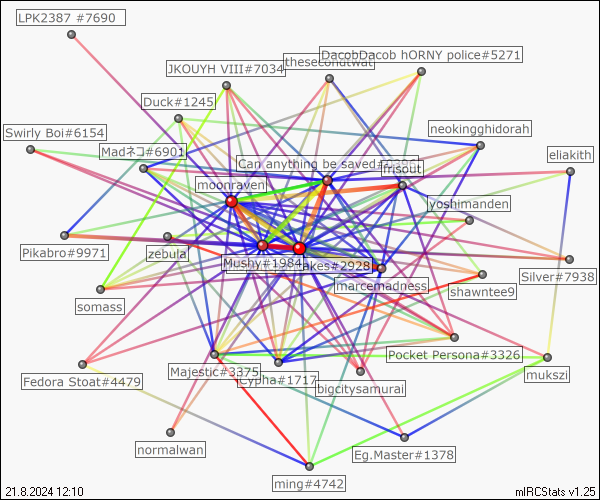 LPK2387 #7690
DacobDacob hORNY police#5271
thesecondtwat
JKOUYH VIII#7034
Duck#1245
neokingghidorah
Swirly Boi#6154
Madネコ#6901
eliakith
Can anything be saved
frisout
moonraven
yoshimanden
Pikabro#9971
zebula
Mushy#1984
akes#2928
Silver#7938
marcemadness
shawntee9
somass
Pocket Persona#3326
Majestic#3375
Cypha#1717
mukszi
Fedora Stoat#4479
bigcitysamurai
normalwan
Eg.Master#1378
ming#4742
21.8.2024 12:10
mIRCStats v1.25